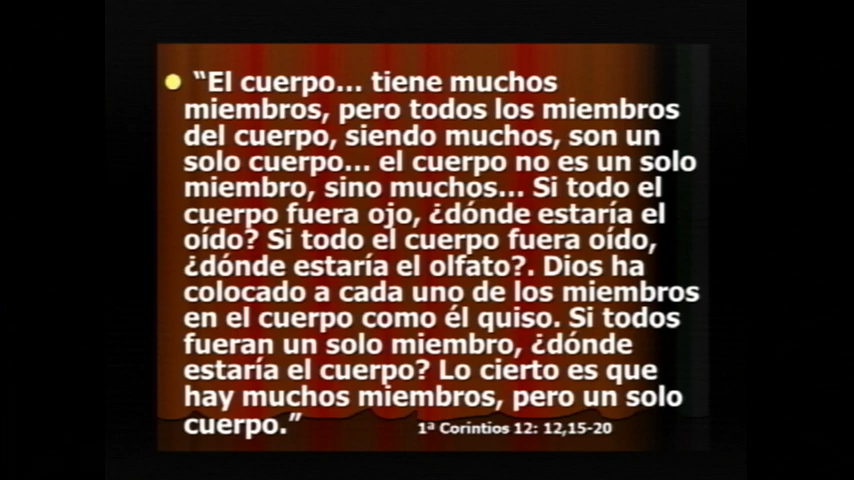 “El cuerpo... tiene muchos
miembros, pero todos los miembros
del cuerpo, siendo muchos, son un
solo cuerpo... el cuerpo no es un solo
miembro, sino muchos... Si todo el
cuerpo fuera ojo, ¿dónde estaría el
oído? Si todo el cuerpo fuera oído,
¿dónde estaría el olfato?. Dios ha
colocado a cada uno de los miembros
en el cuerpo como él quiso. Si todos
fueran un solo miembro, ¿dónde
estaría el cuerpo? Lo cierto es que
hay muchos miembros, pero un solo
cuerpo.” 1ª Corintios 12: 12,15-20